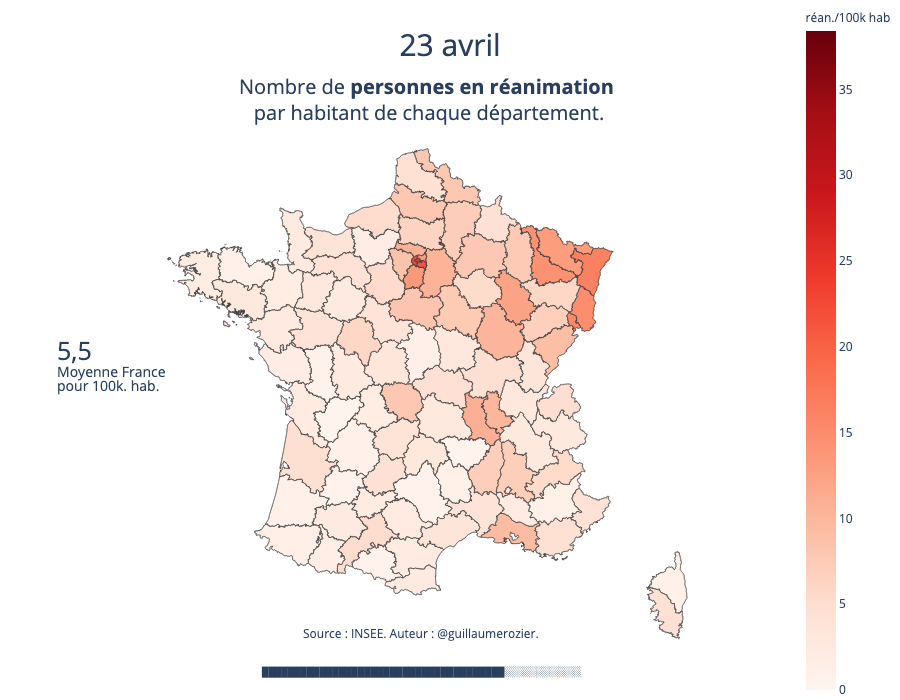 réan./100k hab
23 avril
Nombre de personnes en réanimation
par habitant de chaque département.
35
30
25
20
15
10
5
0
5,5
Moyenne France
pour 100k. hab.
Source : INSEE. Auteur : @guillaumerozier.